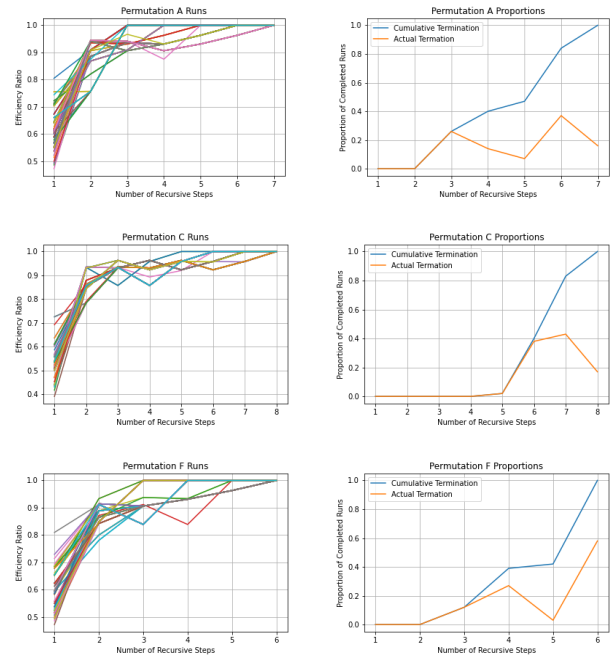 Permutation A Runs
1.0
0.9
0.8
0.7
0.6
0.5
Efficiency Ratio
1 2 3 4 5 6 7
Number of Recursive Steps
Permutation A Proportions
Cumulative Termination
Actual Termation
1.0
0.8
0.6
0.4
0.2
0.0
Proportion of Completed Runs
1 2 3 4 5 6 7
Number of Recursive Steps
Permutation C Runs
1.0
0.9
0.8
0.7
0.6
0.5
0.4
Efficiency Ratio
1 2 3 4 5 6 7 8
Number of Recursive Steps
Permutation C Proportions
Cumulative Termination
Actual Termation
1.0
0.8
0.6
0.4
0.2
0.0
Proportion of Completed Runs
1 2 3 4 5 6 7 8
Number of Recursive Steps
Permutation F Runs
1.0
0.9
0.8
0.7
0.6
0.5
Efficiency Ratio
1 2 3 4 5 6
Number of Recursive Steps
Permutation F Proportions
Cumulative Termination
Actual Termation
1.0
0.8
0.6
0.4
0.2
0.0
Proportion of Completed Runs
1 2 3 4 5 6
Number of Recursive Steps